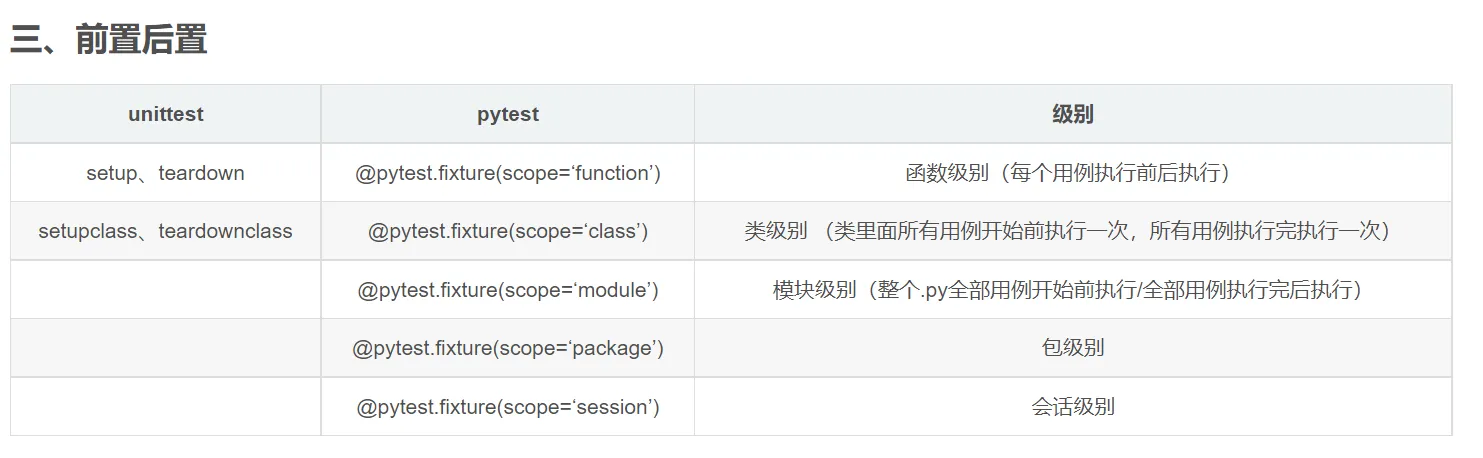 三、前置后置
unittest pytest 级别
setup、teardown @pytest.fixture(scope=‘function’) 函数级别（每个用例执行前后执行）
setupclass、teardownclass @pytest.fixture(scope=‘class’) 类级别 （类里面所有用例开始前执行一次，所有用例执行完执行一次）
@pytest.fixture(scope=‘module’) 模块级别（整个.py全部用例开始前执行/全部用例执行完后执行）
@pytest.fixture(scope=‘package’) 包级别
@pytest.fixture(scope=‘session’) 会话级别